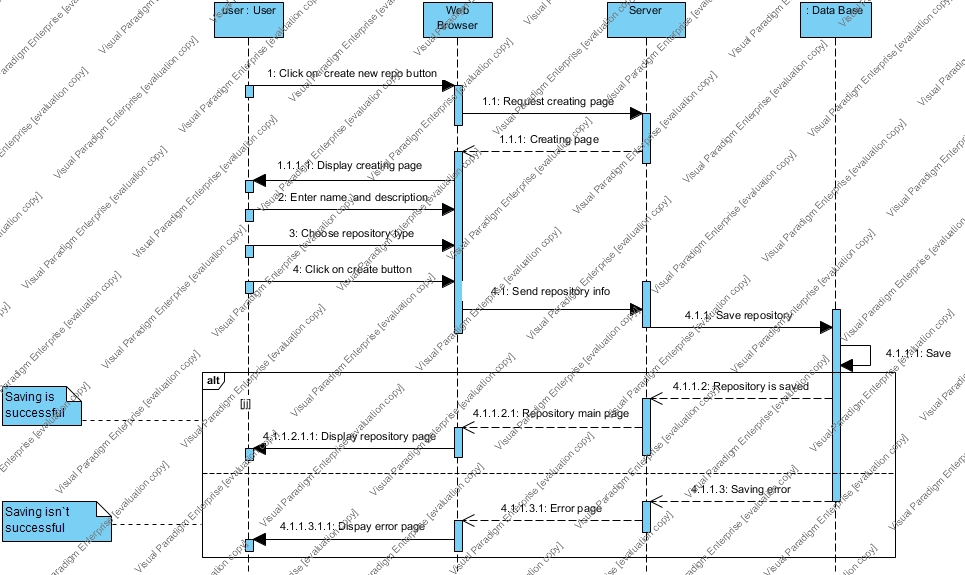 user : User
Web
Browser
Server
: Data Base
1: Click on create new repo button
1.1: Request creating page
1.1.1: Creating page
1.1.1.1: Display creating page
2: Enter name and description
3: Choose repository type
4: Click on create button
4.1: Send repository info
4.1.1: Save repository
4.1.1.1: Save
alt
Saving is
successful
[j]
4.1.1.2: Repository is saved
4.1.1.2.1: Repository main page
4.1.1.2.1.1: Display repository page
4.1.1.3: Saving error
Saving isn`t
successful
4.1.1.3.1: Error page
4.1.1.3.1.1: Dispay error page
Visual Paradigm Enterprise [evaluation copy]